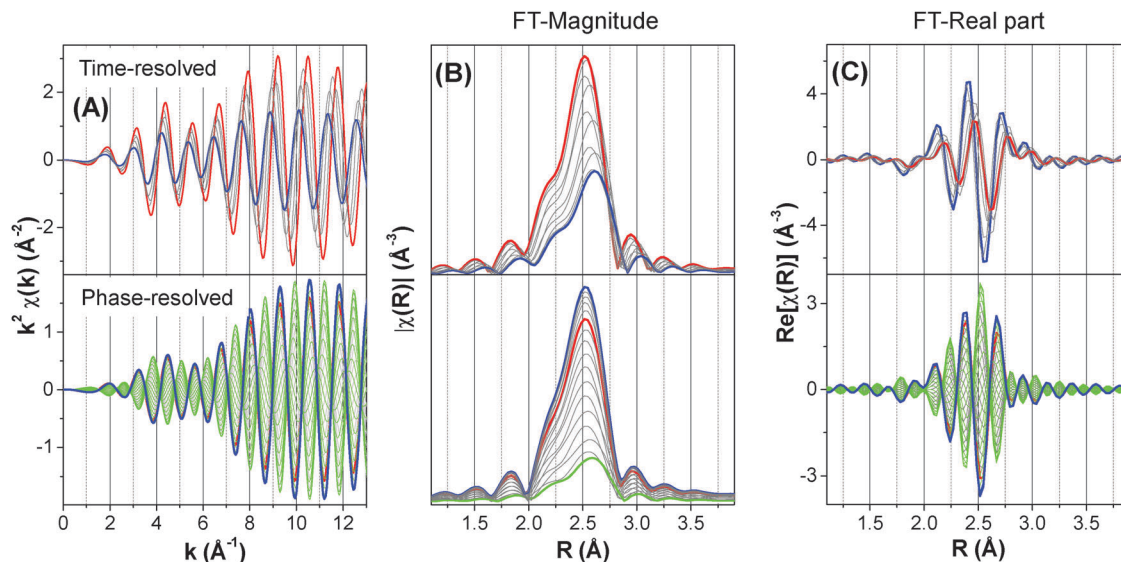 FT-Magnitude
FT-Real part
Time-resolved
(A)
(B)
(C)
2
0
-2
4
0
-4
Phase-resolved
1
0
-1
3
0
-3
k² χ(k) (Å⁻²)
|χ(R)| (Å⁻³)
Re[χ(R)] (Å⁻³)
0 2 4 6 8 10 12
1.5 2.0 2.5 3.0 3.5
1.5 2.0 2.5 3.0 3.5
k (Å⁻¹)
R (Å)
R (Å)